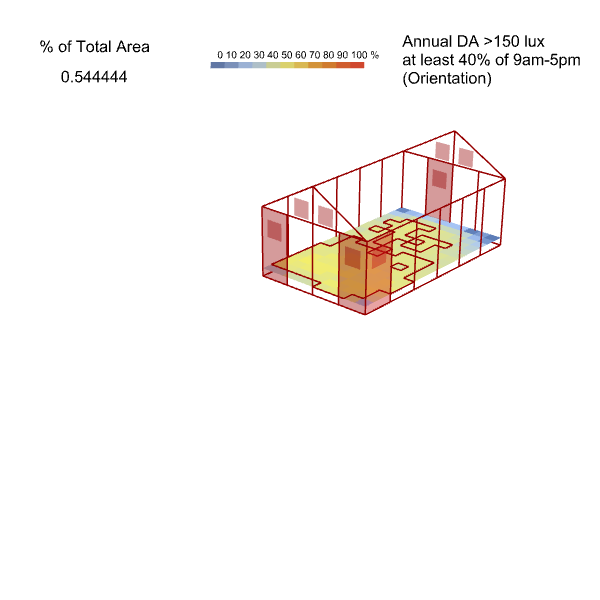 % of Total Area
0.544444
0 10 20 30 40 50 60 70 80 90 100 %
Annual DA >150 lux
at least 40% of 9am-5pm
(Orientation)